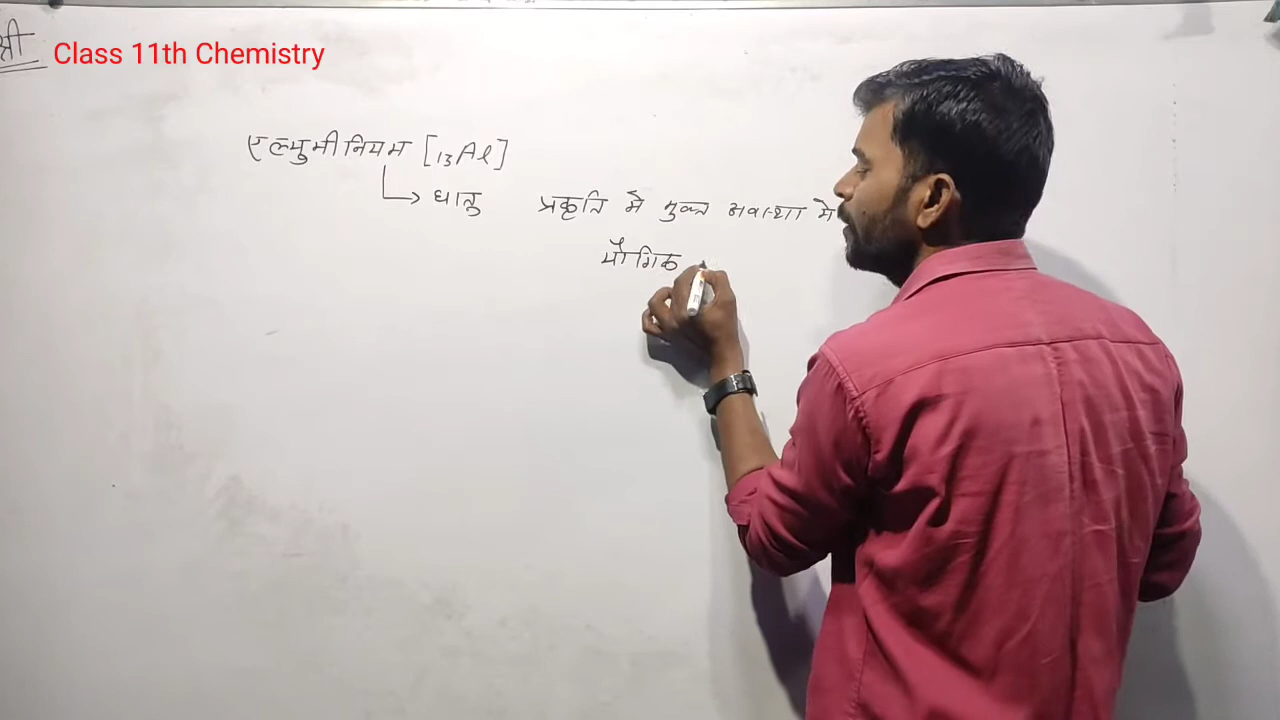 श्री Class 11th Chemistry
एल्युमीनियम [₁₃Al]
धातु प्रकृति में मुक्त अवस्था में
यौगिक